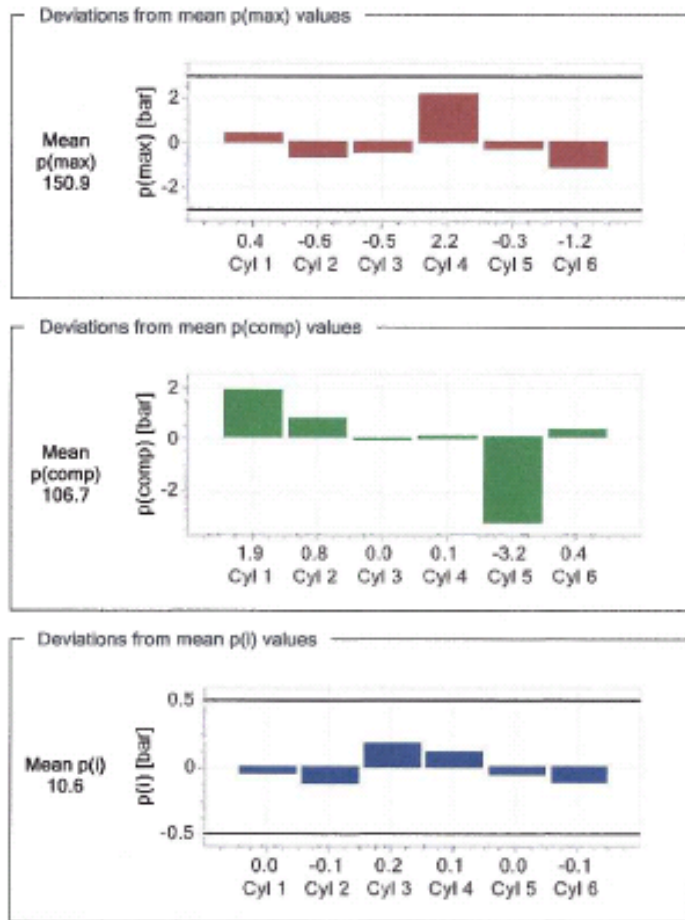 Deviations from mean p(max) values
p(max) [bar]
2
0
-2
Mean
p(max)
150.9
0.4 -0.6 -0.5 2.2 -0.3 -1.2
Cyl 1 Cyl 2 Cyl 3 Cyl 4 Cyl 5 Cyl 6
Deviations from mean p(comp) values
p(comp) [bar]
2
0
-2
Mean
p(comp)
106.7
1.9 0.8 0.0 0.1 -3.2 0.4
Cyl 1 Cyl 2 Cyl 3 Cyl 4 Cyl 5 Cyl 6
Deviations from mean p(i) values
p(i) [bar]
0.5
0
-0.5
Mean p(i)
10.6
0.0 -0.1 0.2 0.1 0.0 -0.1
Cyl 1 Cyl 2 Cyl 3 Cyl 4 Cyl 5 Cyl 6